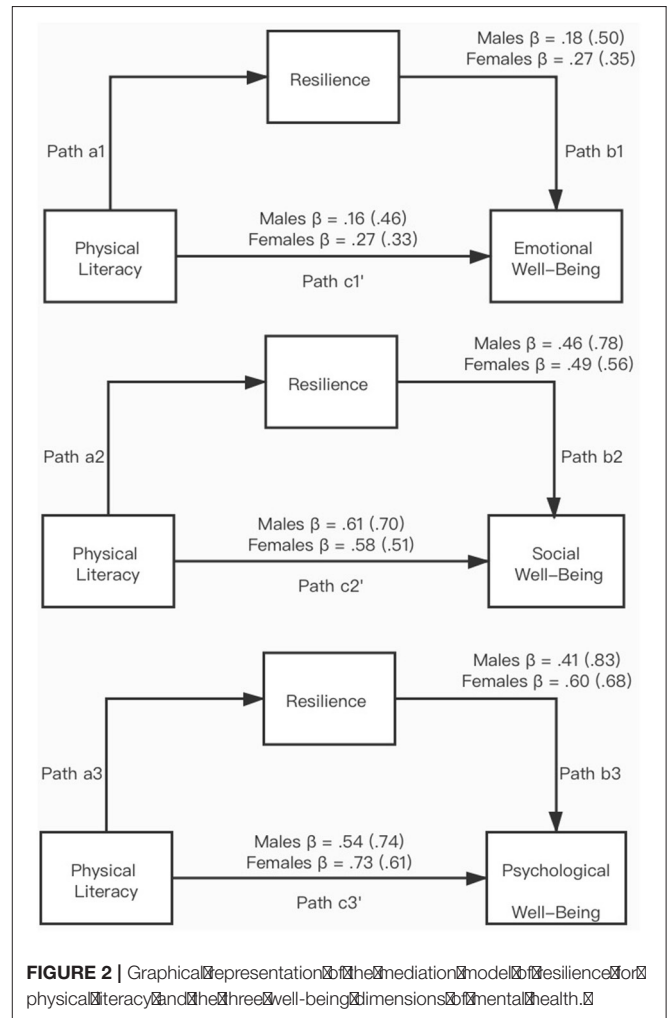 Males β = .18 (.50)
Females β = .27 (.35)
Resilience
Path a1
Path b1
Males β = .16 (.46)
Females β = .27 (.33)
Physical
Literacy
Emotional
Well–Being
Path c1'
Males β = .46 (.78)
Females β = .49 (.56)
Resilience
Path a2
Path b2
Males β = .61 (.70)
Females β = .58 (.51)
Physical
Literacy
Social
Well–Being
Path c2'
Males β = .41 (.83)
Females β = .60 (.68)
Resilience
Path a3
Path b3
Males β = .54 (.74)
Females β = .73 (.61)
Physical
Literacy
Psychological
Well–Being
Path c3'
FIGURE 2 | Graphical representation of the mediation model of resilience for
physical literacy and the three well-being dimensions of mental health.